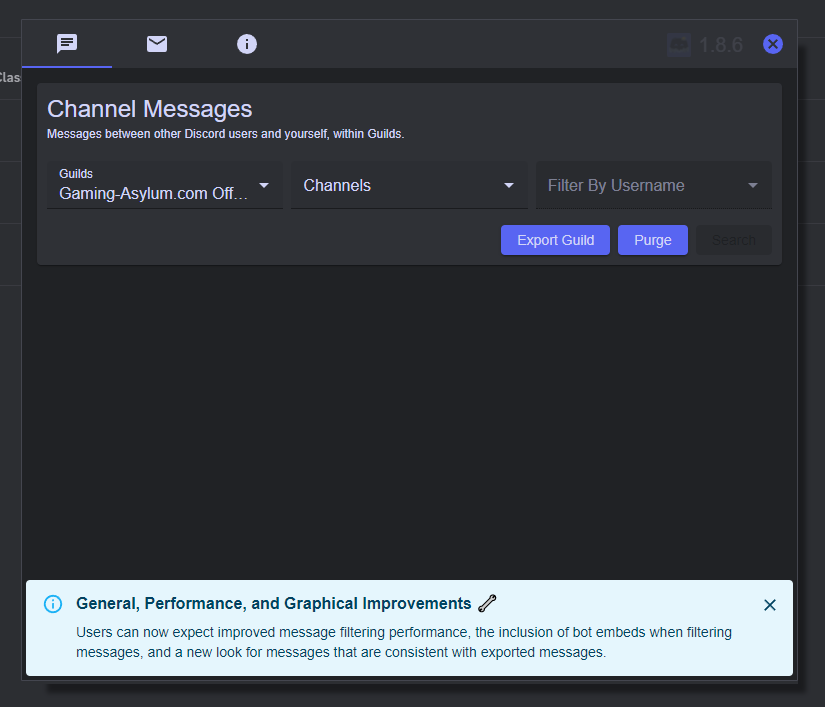 1.8.6
Clas
Channel Messages
Messages between other Discord users and yourself, within Guilds.
Guilds
Gaming-Asylum.com Off...
Channels
Filter By Username
Export Guild
Purge
Search
General, Performance, and Graphical Improvements
Users can now expect improved message filtering performance, the inclusion of bot embeds when filtering
messages, and a new look for messages that are consistent with exported messages.